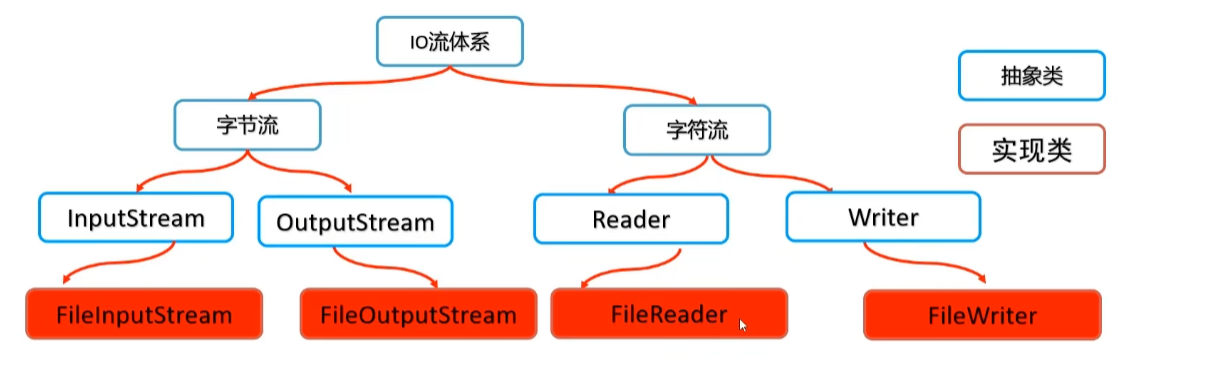 IO流体系
抽象类
字节流
字符流
实现类
InputStream
OutputStream
Reader
Writer
FileInputStream
FileOutputStream
FileReader
FileWriter